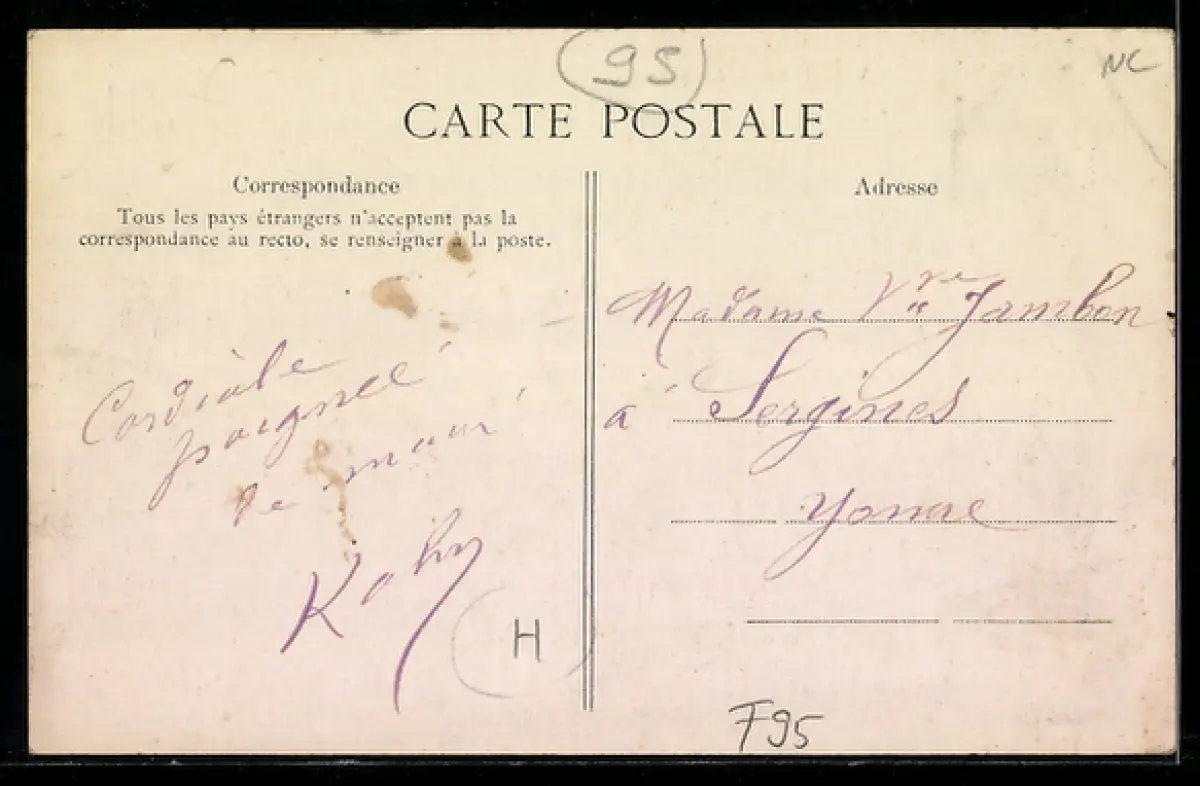 (95)
NC
CARTE POSTALE
Correspondance
Tous les pays étrangers n'acceptent pas la
correspondance au recto, se renseigner à la poste.
Cordiale
poignée
de main
Adresse
Madame Vve Jambon
à Sergines
Yonne
H
F95